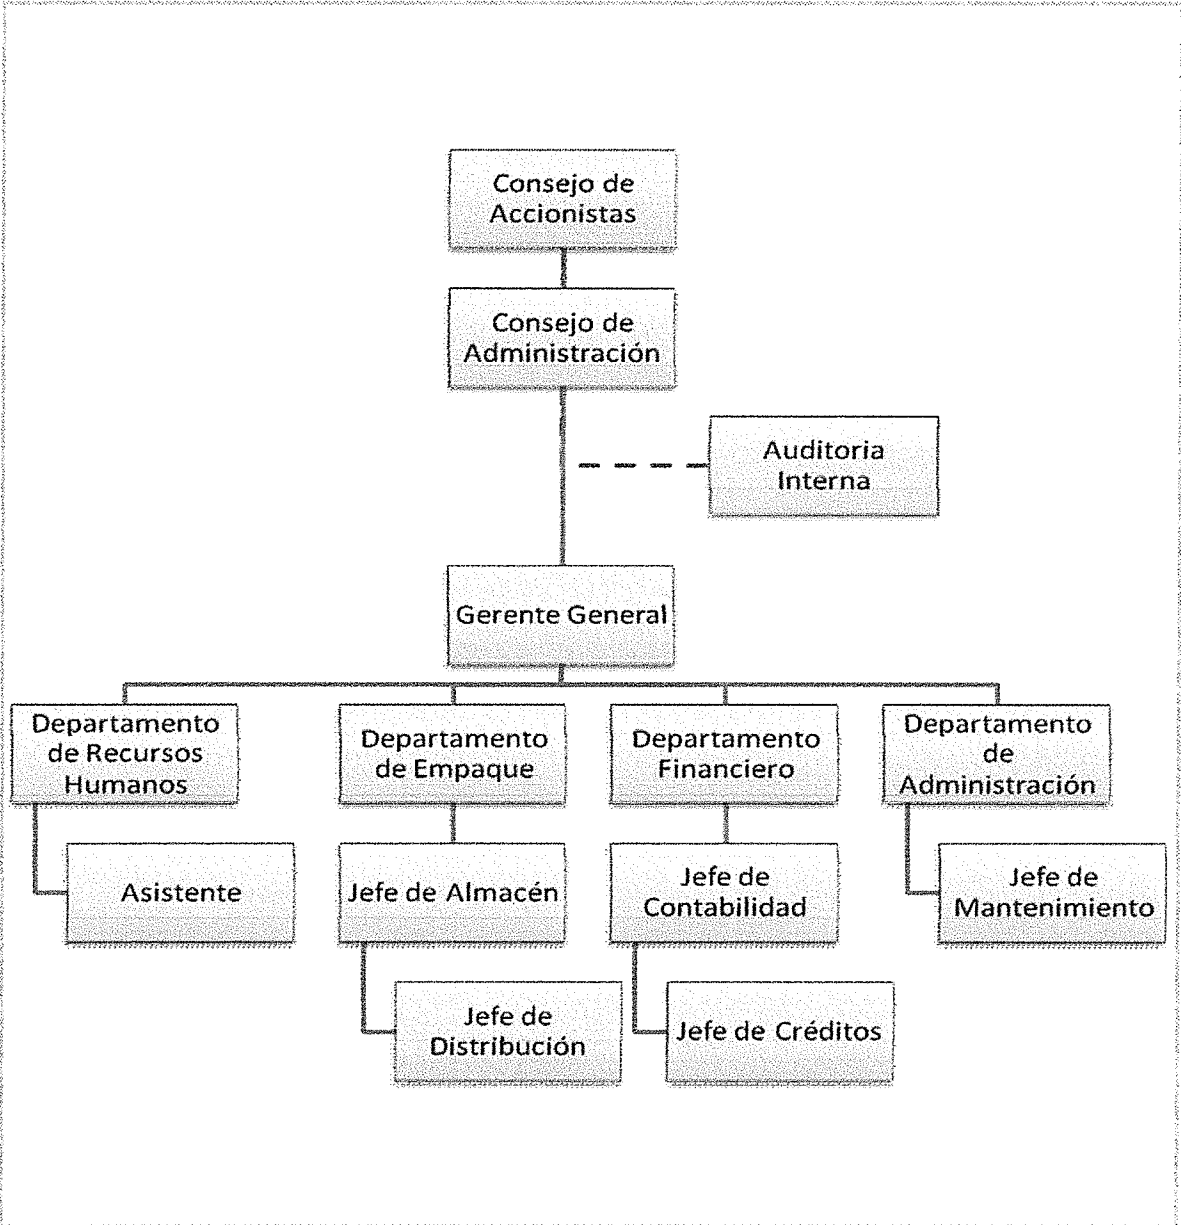 Consejo de
Accionistas
Consejo de
Administración
Auditoria
Interna
Gerente General
Departamento
de Recursos
Humanos
Departamento
de Empaque
Departamento
Financiero
Departamento
de
Administración
Asistente
Jefe de Almacén
Jefe de
Contabilidad
Jefe de
Mantenimiento
Jefe de
Distribución
Jefe de Créditos